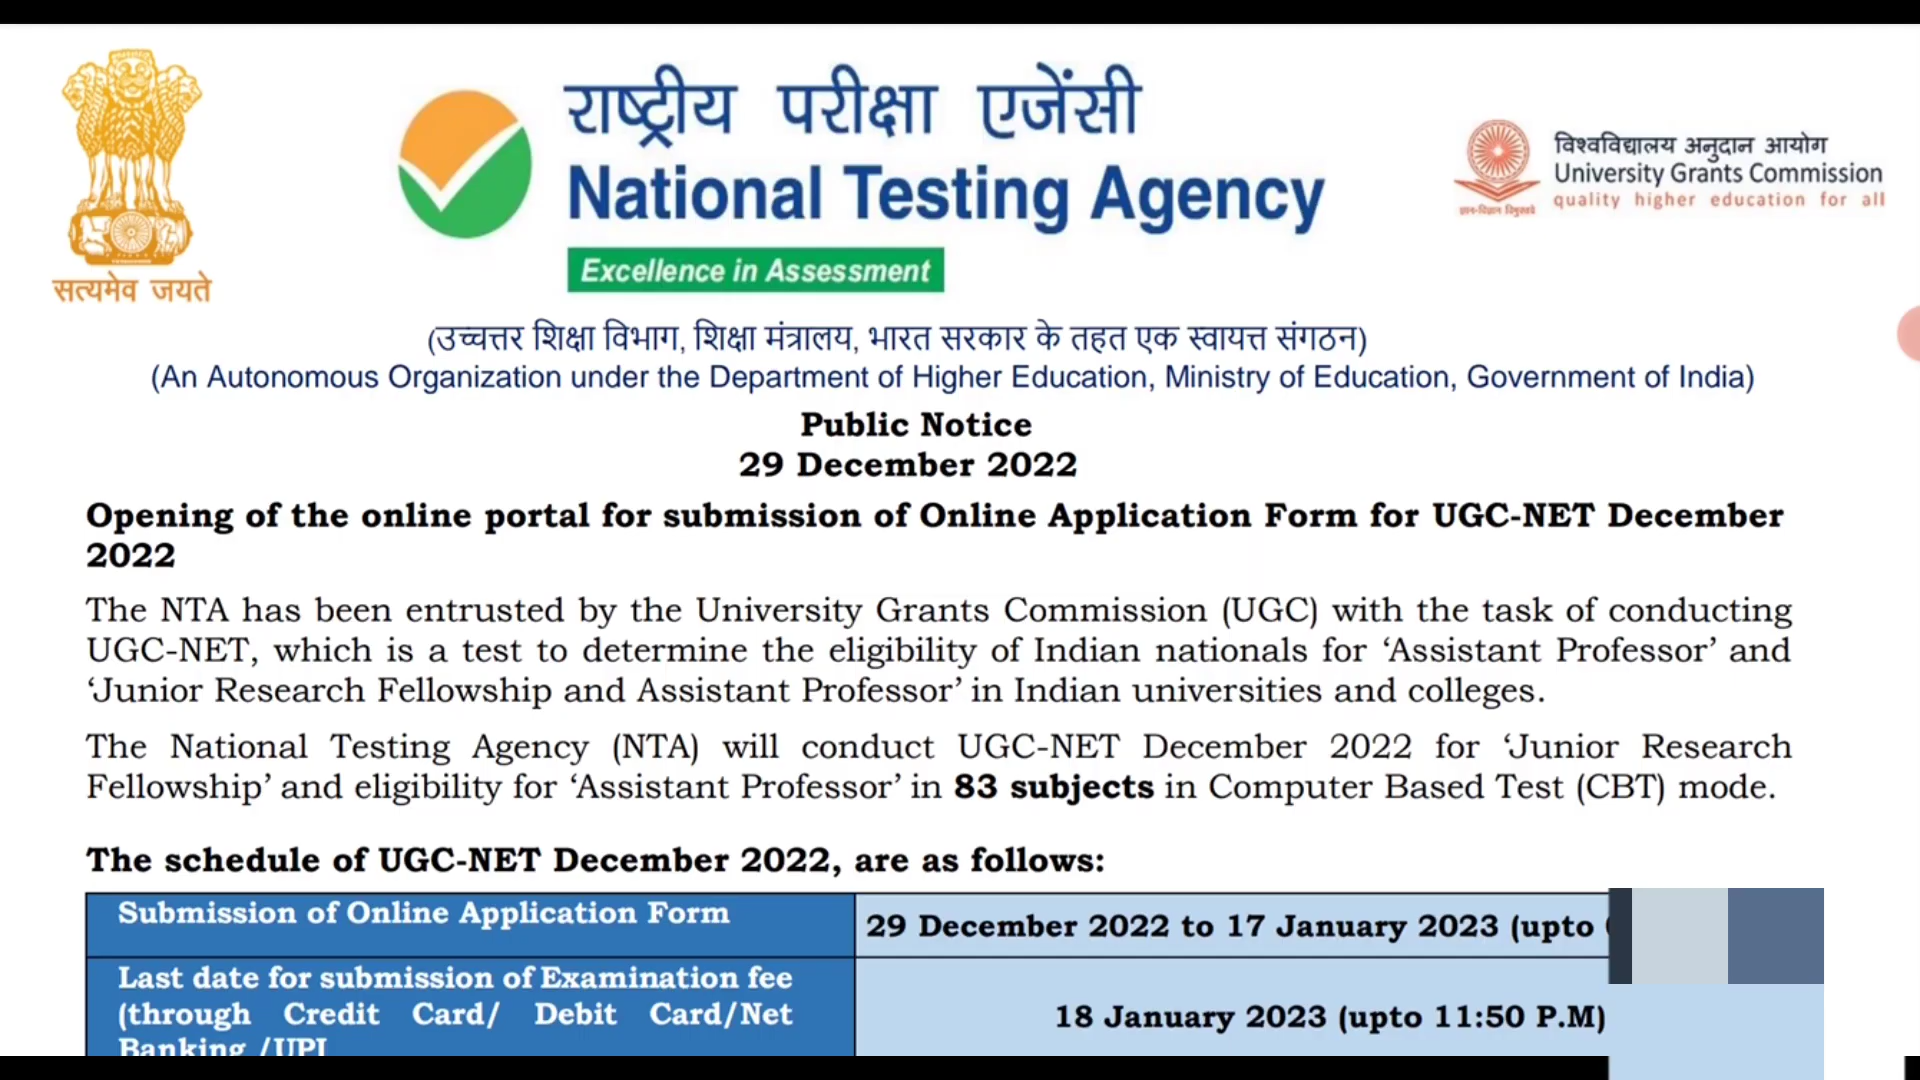 सत्यमेव जयते
राष्ट्रीय परीक्षा एजेंसी
National Testing Agency
Excellence in Assessment
विश्वविद्यालय अनुदान आयोग
University Grants Commission
quality higher education for all
ज्ञान-विज्ञान विमुक्तये
(उच्चत्तर शिक्षा विभाग, शिक्षा मंत्रालय, भारत सरकार के तहत एक स्वायत्त संगठन)
(An Autonomous Organization under the Department of Higher Education, Ministry of Education, Government of India)
Public Notice
29 December 2022
Opening of the online portal for submission of Online Application Form for UGC-NET December
2022
The NTA has been entrusted by the University Grants Commission (UGC) with the task of conducting
UGC-NET, which is a test to determine the eligibility of Indian nationals for ‘Assistant Professor’ and
‘Junior Research Fellowship and Assistant Professor’ in Indian universities and colleges.
The National Testing Agency (NTA) will conduct UGC-NET December 2022 for ‘Junior Research
Fellowship’ and eligibility for ‘Assistant Professor’ in 83 subjects in Computer Based Test (CBT) mode.
The schedule of UGC-NET December 2022, are as follows:
Submission of Online Application Form
29 December 2022 to 17 January 2023 (upto
Last date for submission of Examination fee
(through Credit Card/ Debit Card/Net
Banking /UPI
18 January 2023 (upto 11:50 P.M)